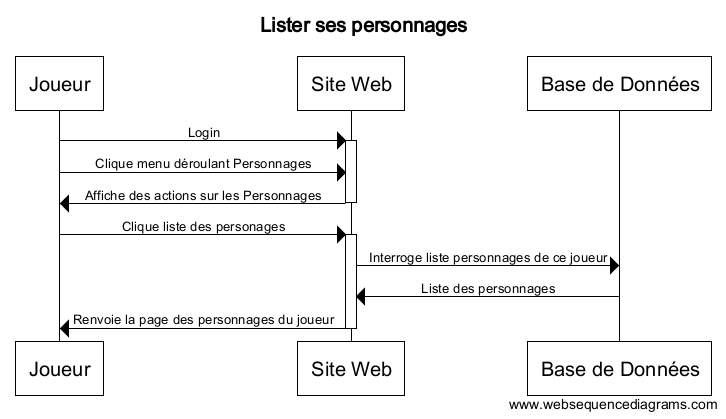 Lister ses personnages
Joueur
Site Web
Base de Données
Login
Clique menu déroulant Personnages
Affiche des actions sur les Personnages
Clique liste des personages
Interroge liste personnages de ce joueur
Liste des personnages
Renvoie la page des personnages du joueur
Joueur
Site Web
Base de Données
www.websequencediagrams.com